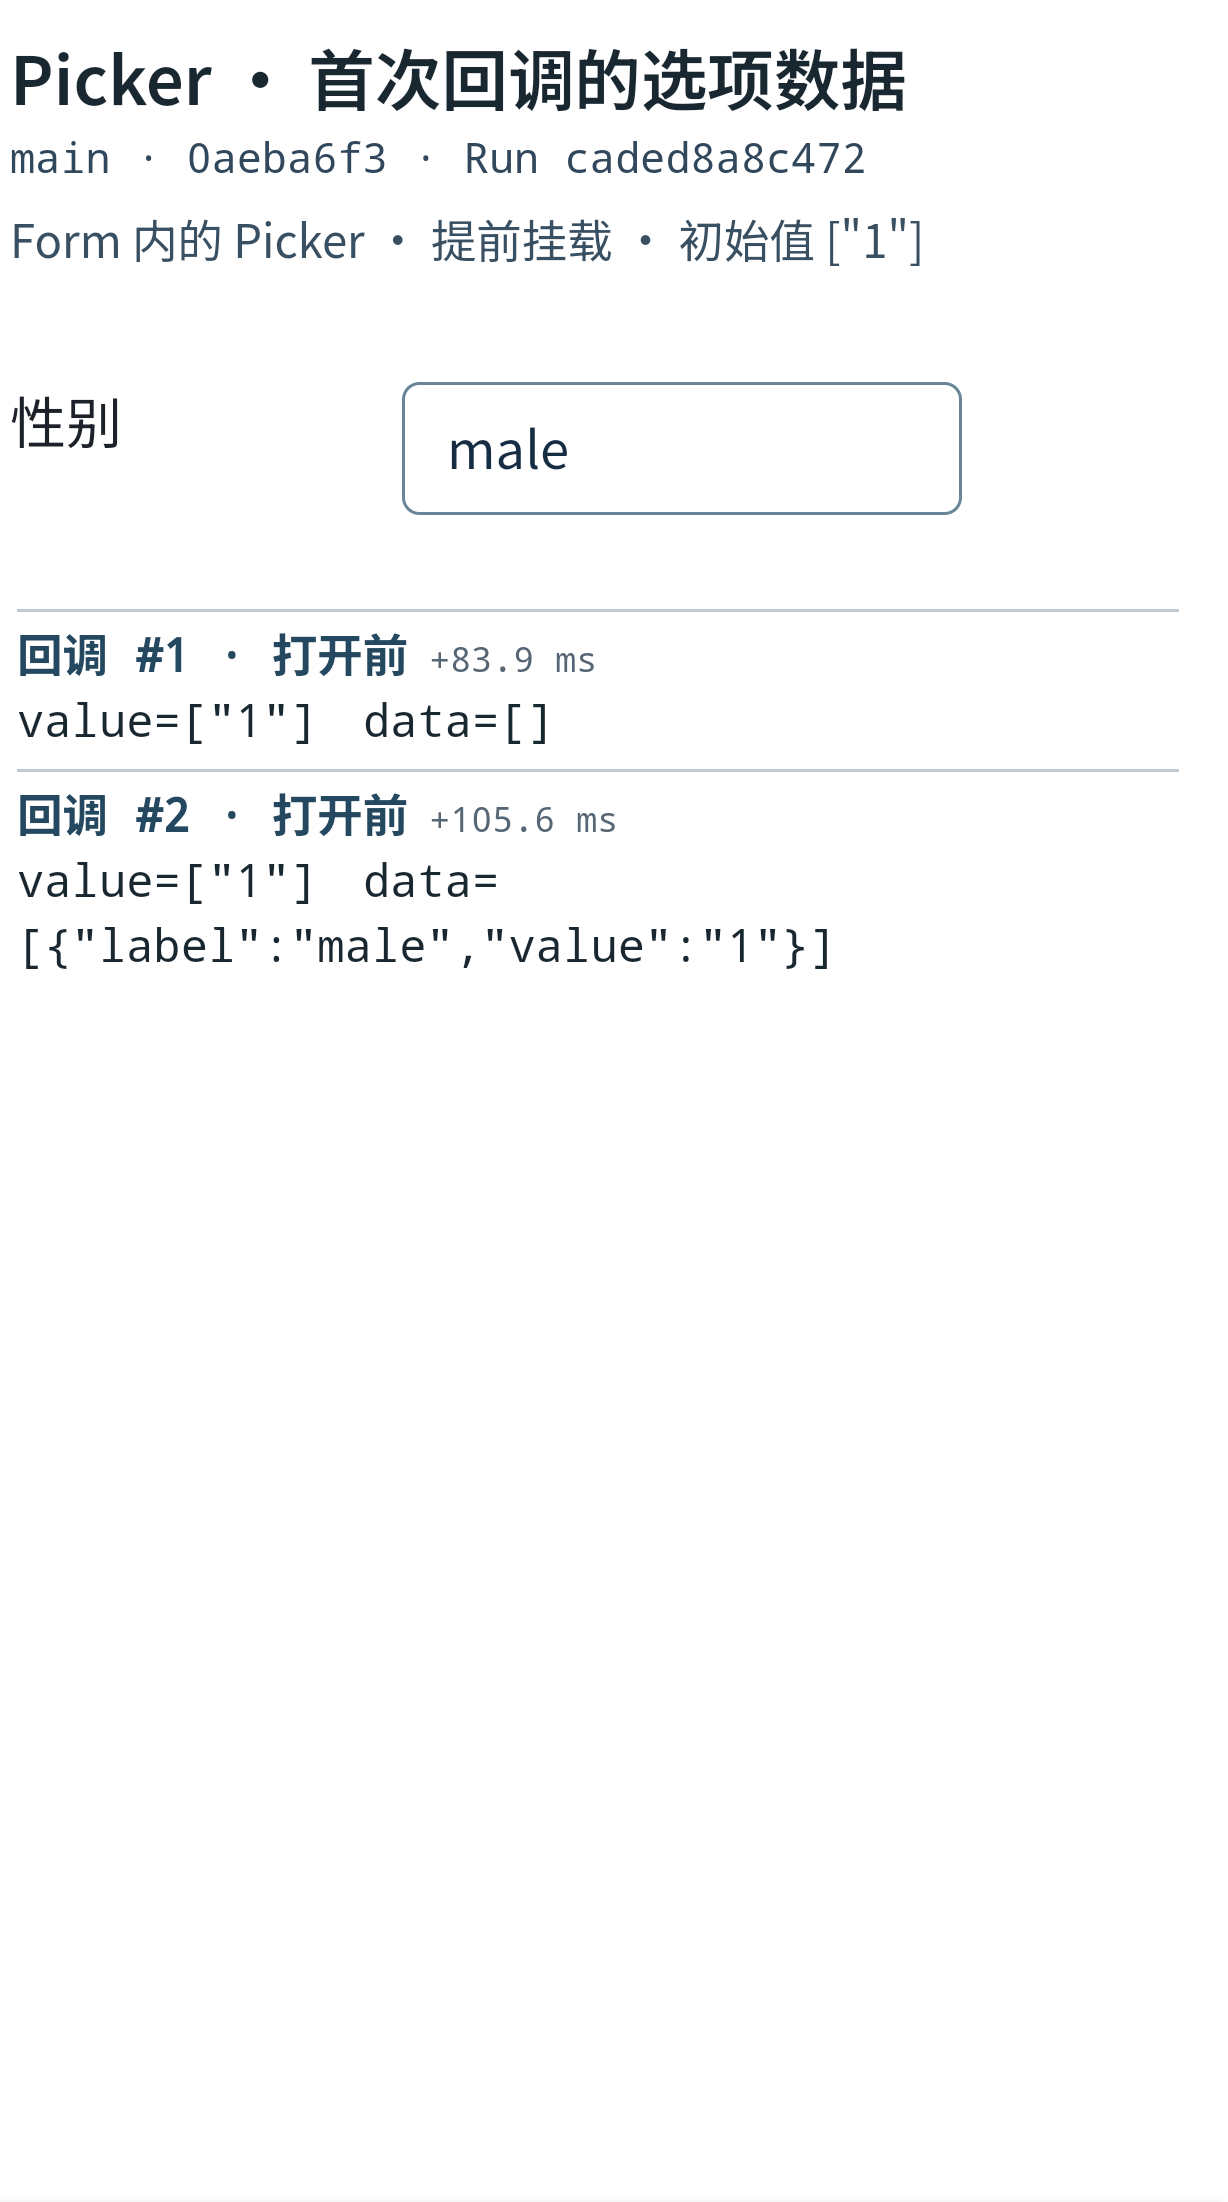 Picker · 首次回调的选项数据
main · 0aeba6f3 · Run caded8a8c472
Form 内的 Picker · 提前挂载 · 初始值 ["1"]
性别
male
回调 #1 · 打开前 +83.9 ms
value=["1"] data=[]
回调 #2 · 打开前 +105.6 ms
value=["1"] data=
[{"label":"male","value":"1"}]